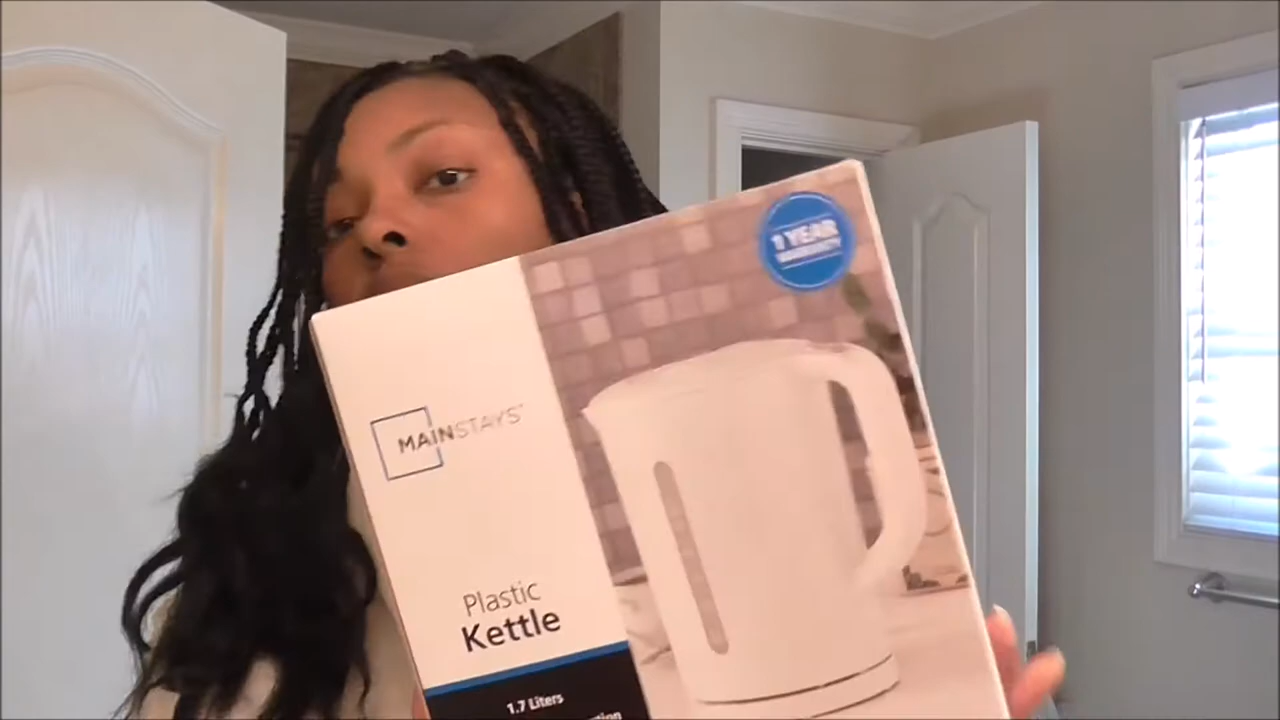 1 YEAR
WARRANTY
MAINSTAYS
Plastic
Kettle
1.7 Liters